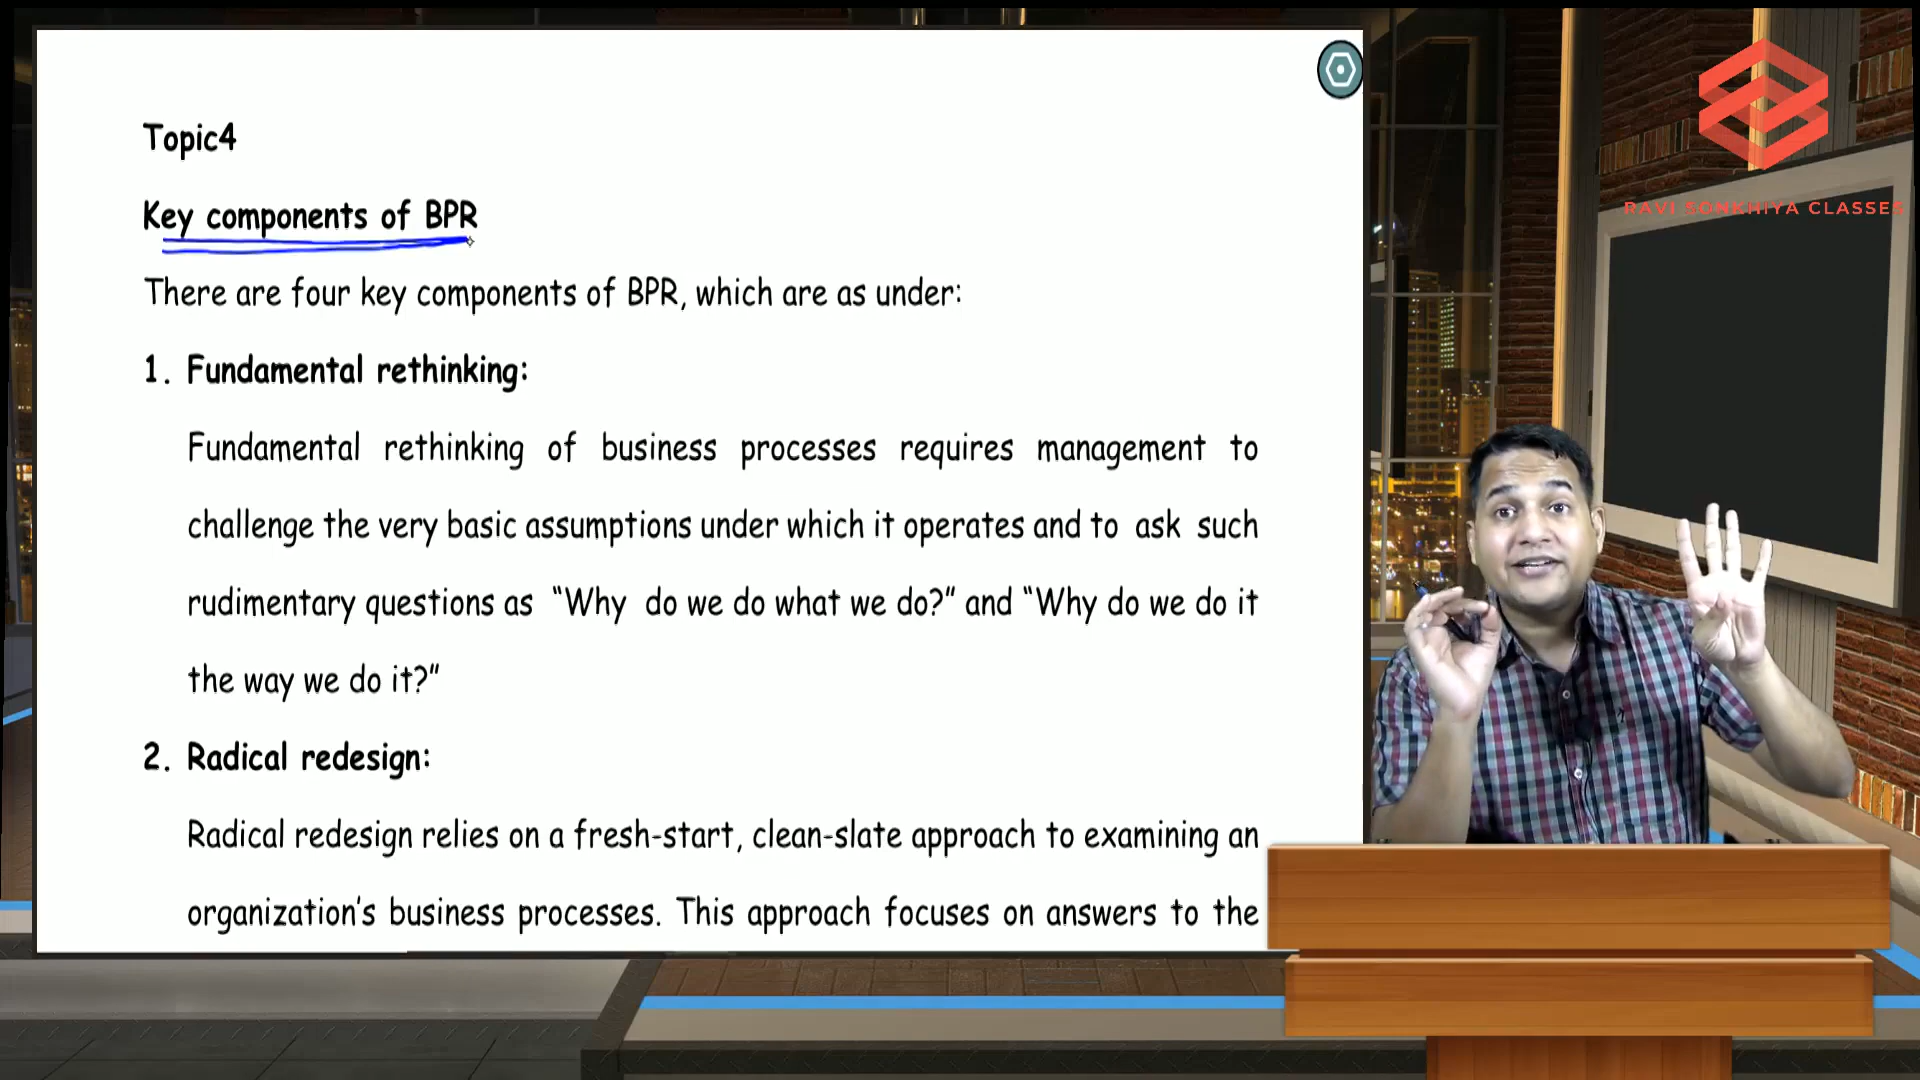 Topic4
Key components of BPR
There are four key components of BPR, which are as under:
1. Fundamental rethinking:
Fundamental rethinking of business processes requires management to
challenge the very basic assumptions under which it operates and to ask such
rudimentary questions as “Why do we do what we do?” and “Why do we do it
the way we do it?”
2. Radical redesign:
Radical redesign relies on a fresh-start, clean-slate approach to examining an
organization’s business processes. This approach focuses on answers to the
RAVI SONKHIYA CLASSES